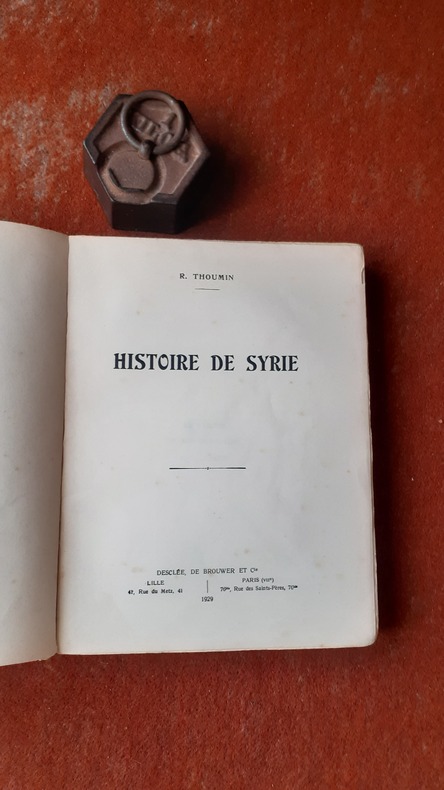 R. THOUMIN
HISTOIRE DE SYRIE
DESCLÉE, DE BROUWER ET Cie
LILLE
PARIS (VIIe)
Rue du Metz, 41
76bis, Rue des Saints-Pères, 76bis
1929